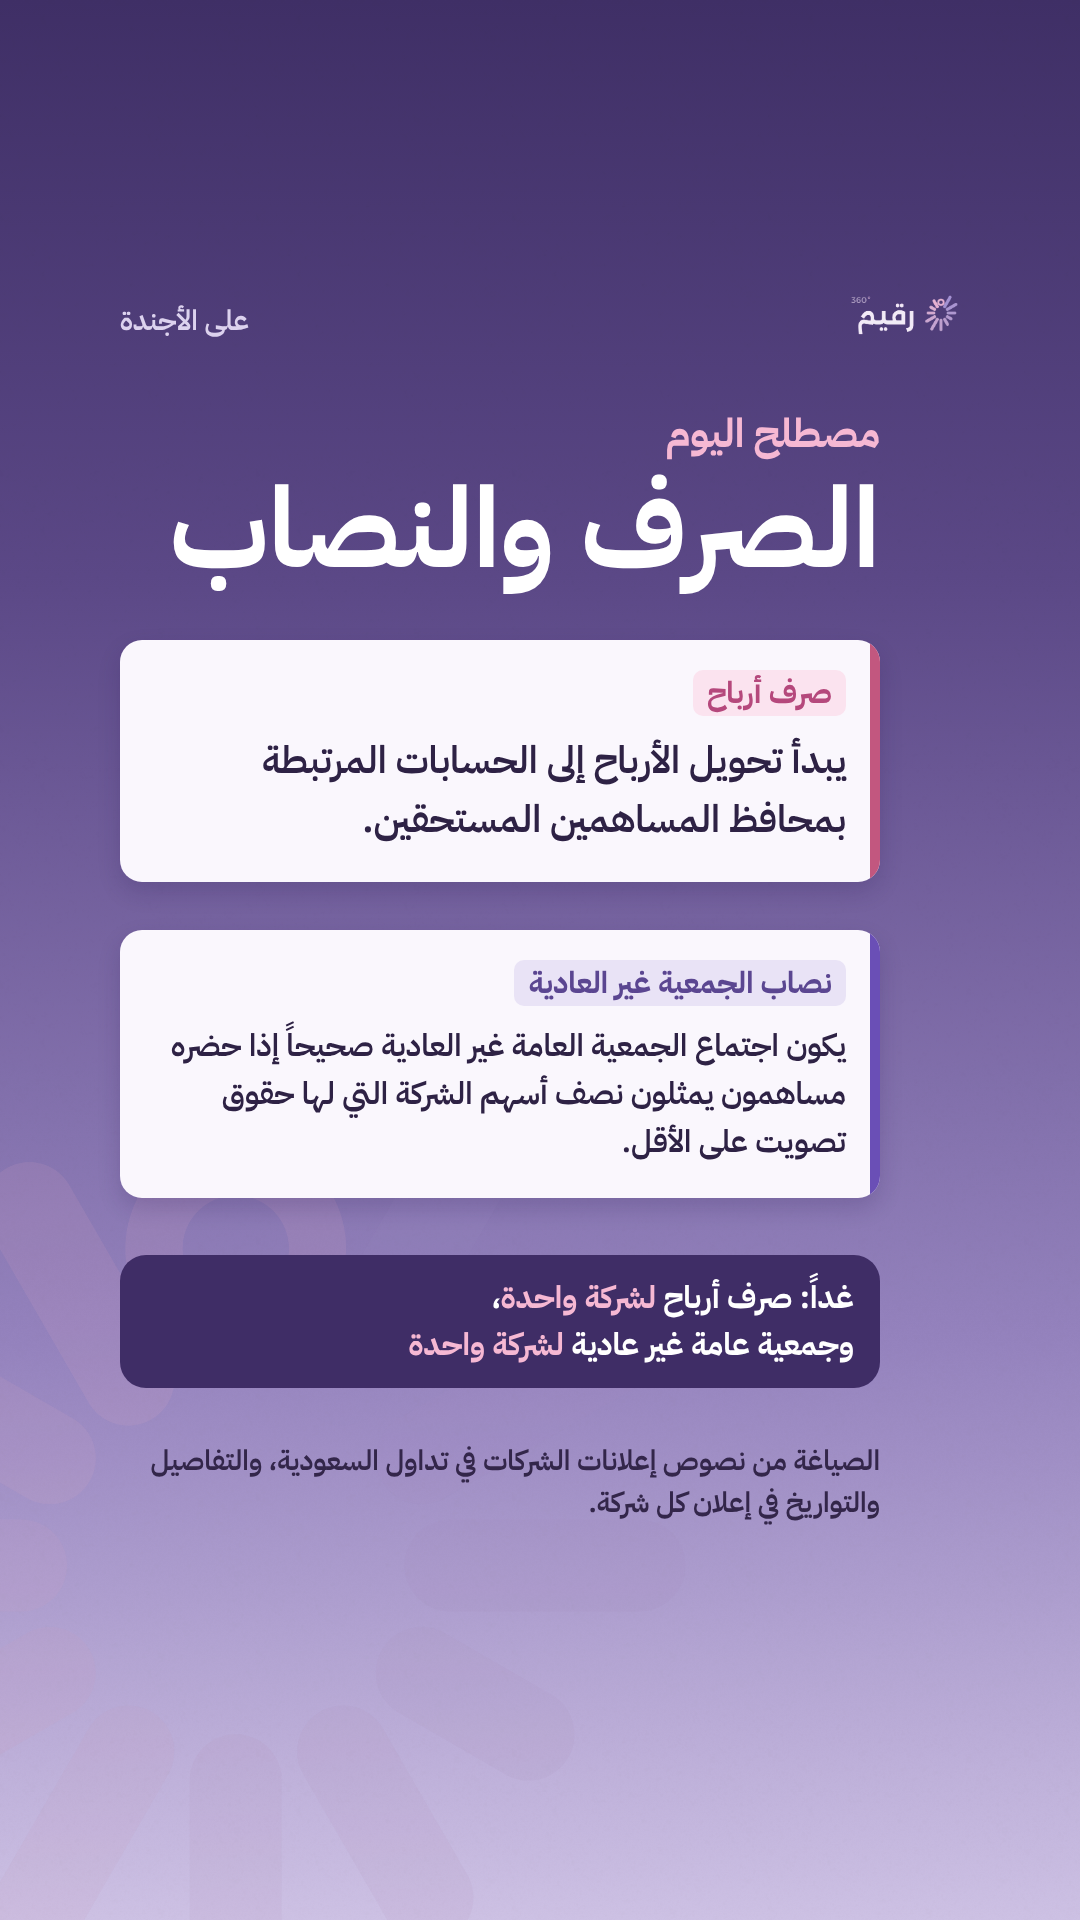 رقيم
360°
على الأجندة
مصطلح اليوم
الصرف والنصاب
صرف أرباح
يبدأ تحويل الأرباح إلى الحسابات المرتبطة
بمحافظ المساهمين المستحقين.
نصاب الجمعية غير العادية
يكون اجتماع الجمعية العامة غير العادية صحيحاً إذا حضره
مساهمون يمثلون نصف أسهم الشركة التي لها حقوق
تصويت على الأقل.
غداً: صرف أرباح لشركة واحدة،
وجمعية عامة غير عادية لشركة واحدة
الصياغة من نصوص إعلانات الشركات في تداول السعودية، والتفاصيل
والتواريخ في إعلان كل شركة.